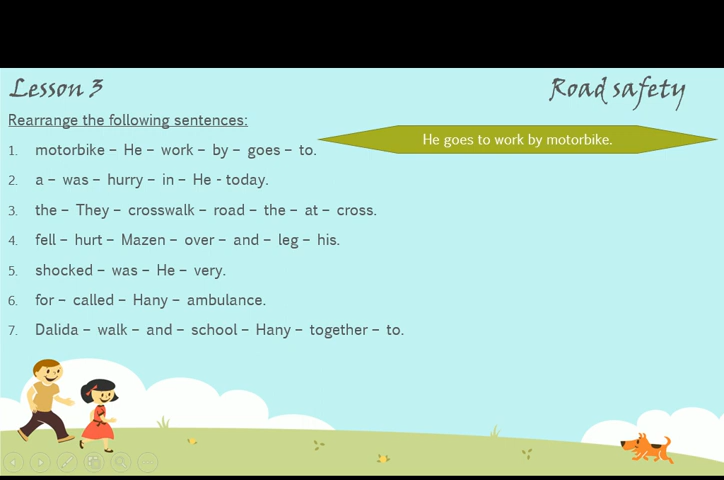 Lesson 3
Road safety
Rearrange the following sentences:
He goes to work by motorbike.
1. motorbike – He – work – by – goes – to.
2. a – was – hurry – in – He - today.
3. the – They – crosswalk – road – the – at – cross.
4. fell – hurt – Mazen – over – and – leg – his.
5. shocked – was – He – very.
6. for – called – Hany – ambulance.
7. Dalida – walk – and – school – Hany – together – to.